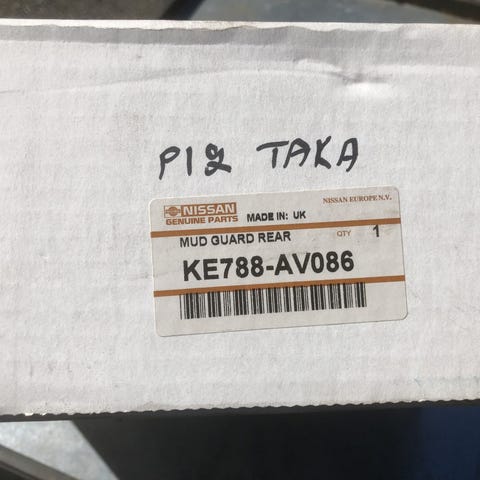 P12 TAKA
NISSAN
GENUINE PARTS
MADE IN: UK
NISSAN EUROPE N.V.
MUD GUARD REAR
QTY 1
KE788-AV086